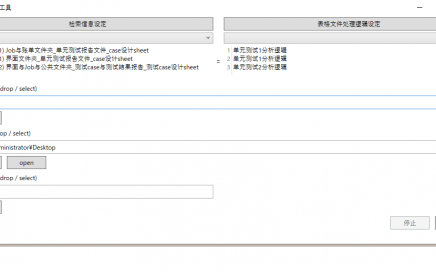 工具
检索信息设定
表格文件处理逻辑设定
1) Job与账单文件夹_单元测试报告文件_case设计sheet
1) 界面文件夹_单元测试报告文件_case设计sheet
2) 界面与Job与公共文件夹_测试case与测试结果报告_测试case设计sheet
=
1 单元测试1分析逻辑
2 单元测试1分析逻辑
3 单元测试2分析逻辑
drop / select)
op / select)
ministrator¥Desktop
open
drop / select)
停止